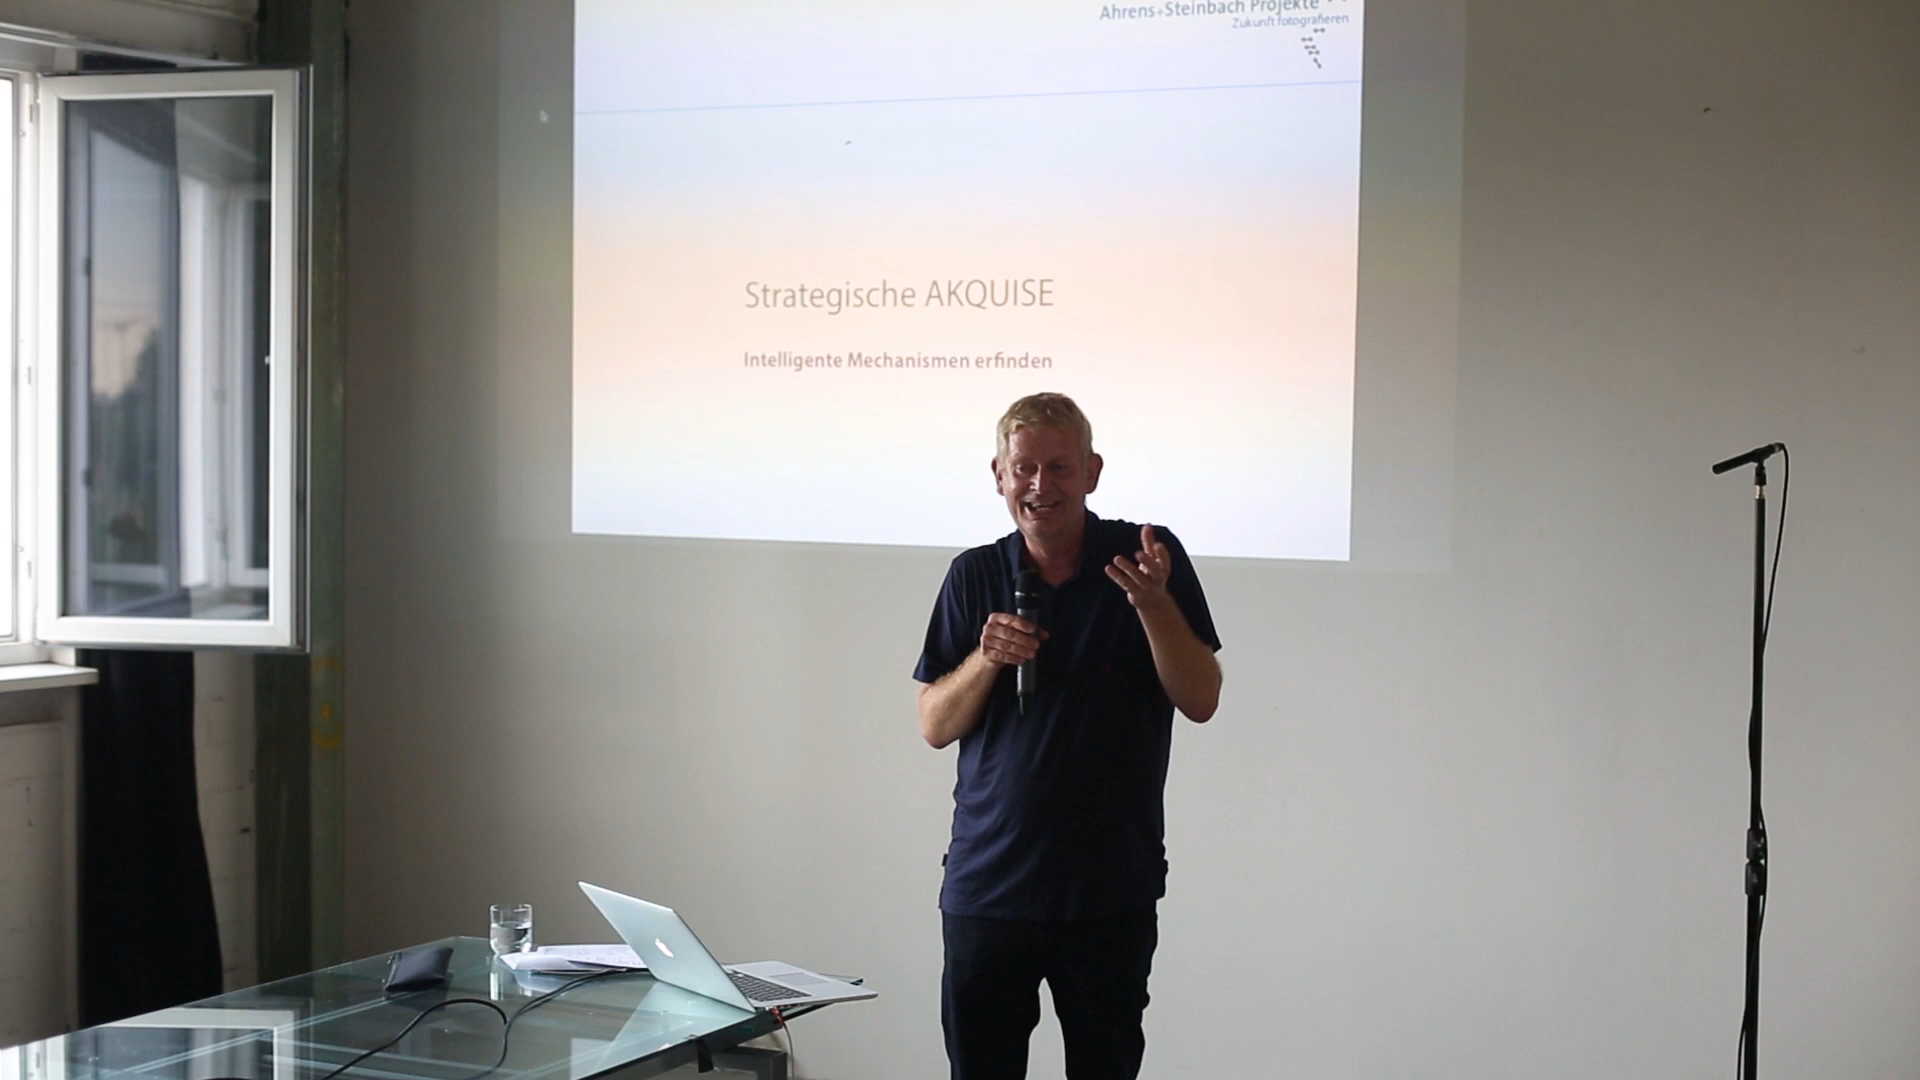 Ahrens+Steinbach Projekte
Zukunft fotografieren
Strategische AKQUISE
Intelligente Mechanismen erfinden